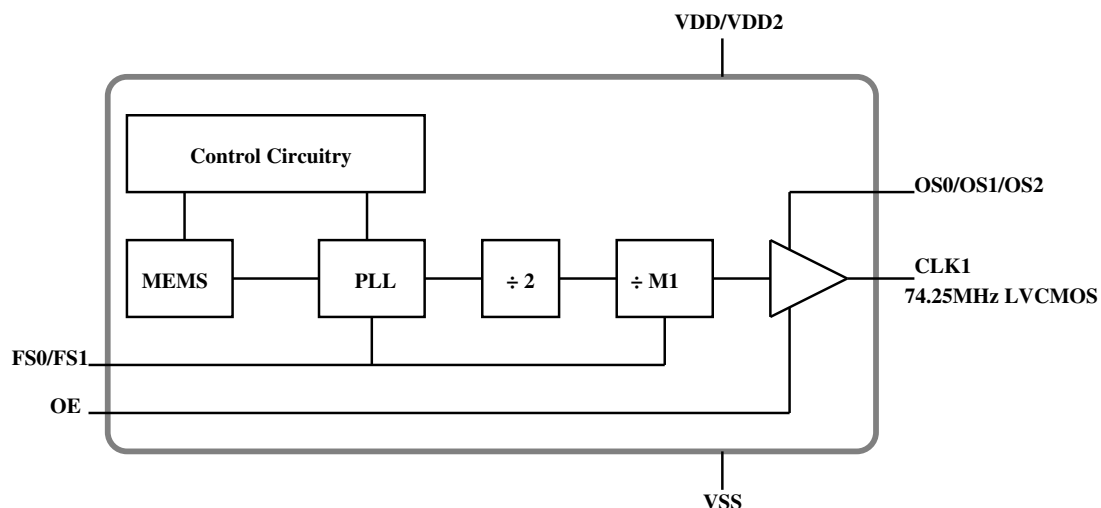 VDD/VDD2
Control Circuitry
OS0/OS1/OS2
MEMS
PLL
÷ 2
÷ M1
CLK1
74.25MHz LVCMOS
FS0/FS1
OE
VSS